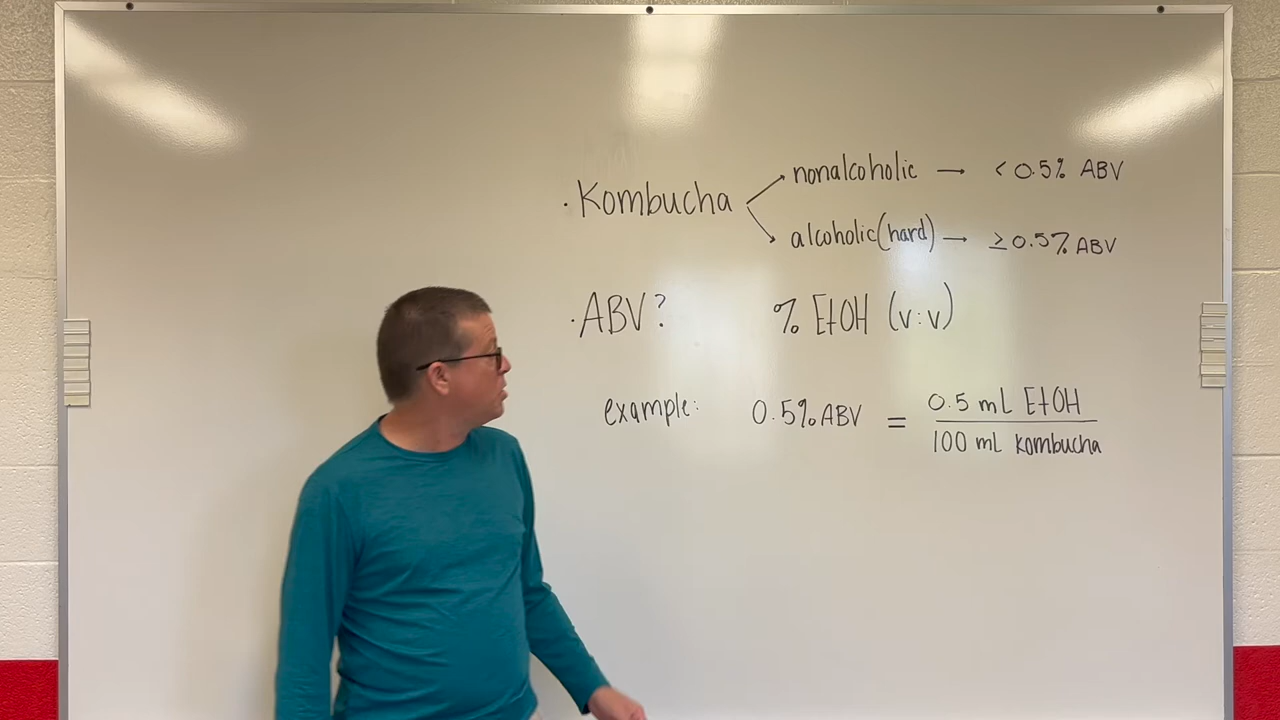 · Kombucha
nonalcoholic → < 0.5% ABV
alcoholic (hard) → ≥ 0.5% ABV
· ABV? % EtOH (v:v)
example: 0.5% ABV = 0.5 mL EtOH
100 mL kombucha